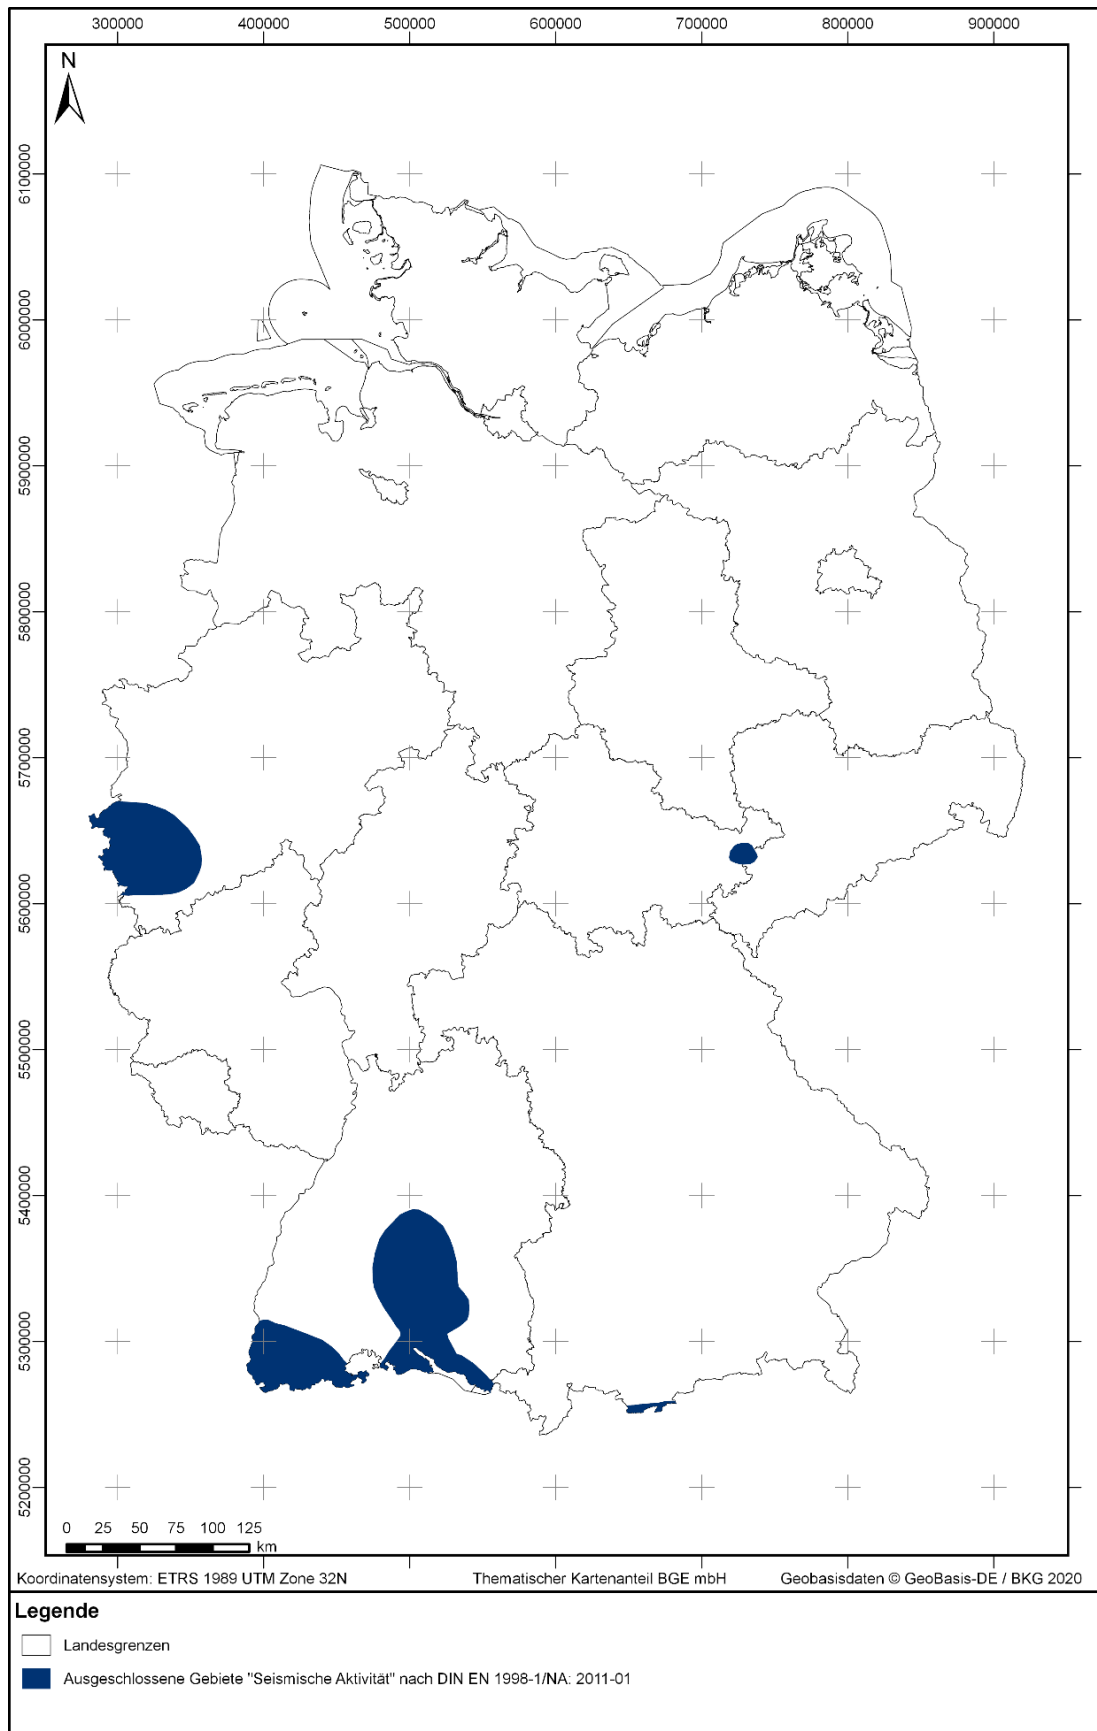 300000 400000 500000 600000 700000 800000 900000
N
6100000
6000000
5900000
5800000
5700000
5600000
5500000
5400000
5300000
5200000
0 25 50 75 100 125
km
Koordinatensystem: ETRS 1989 UTM Zone 32N Thematischer Kartenanteil BGE mbH Geobasisdaten © GeoBasis-DE / BKG 2020
Legende
Landesgrenzen
Ausgeschlossene Gebiete "Seismische Aktivität" nach DIN EN 1998-1/NA: 2011-01